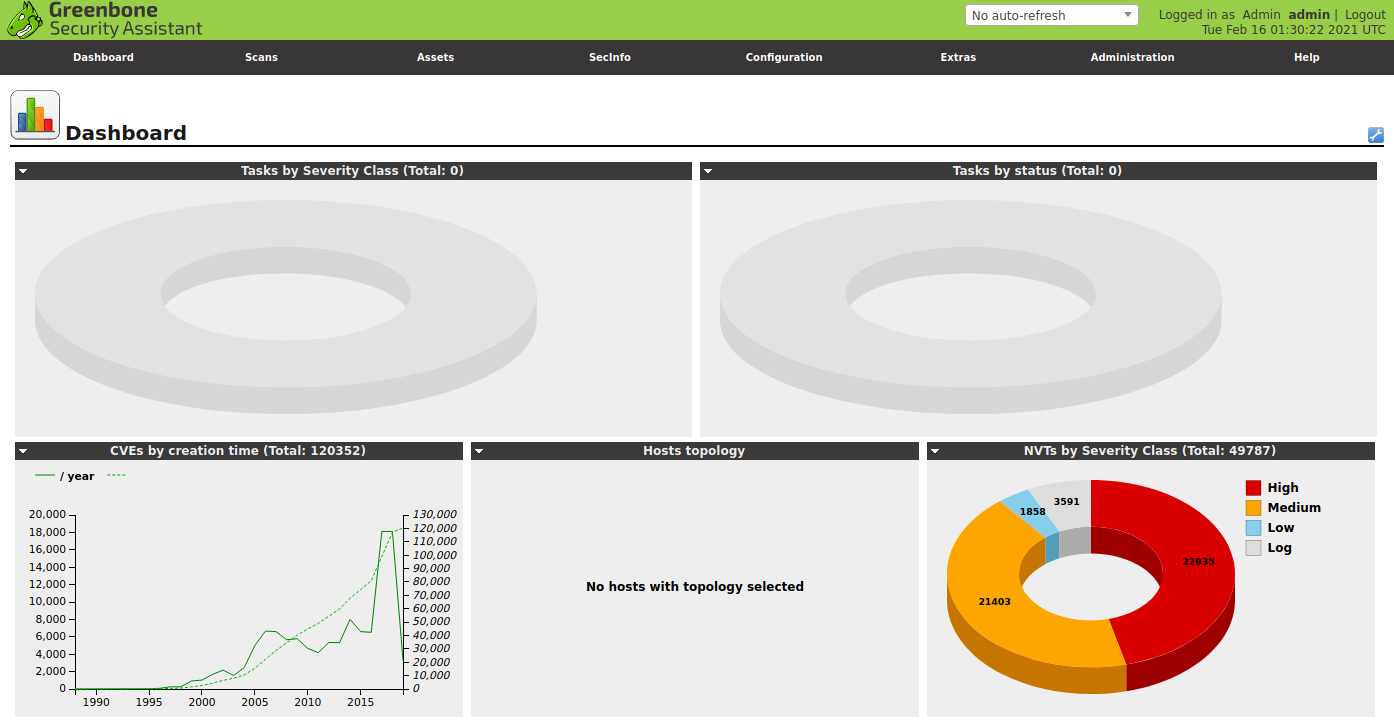 Greenbone
Security Assistant
No auto-refresh
Logged in as Admin admin | Logout
Tue Feb 16 01:30:22 2021 UTC
Dashboard Scans Assets SecInfo Configuration Extras Administration Help
Dashboard
Tasks by Severity Class (Total: 0)
Tasks by status (Total: 0)
CVEs by creation time (Total: 120352)
/ year
20,000
18,000
16,000
14,000
12,000
10,000
8,000
6,000
4,000
2,000
0
130,000
120,000
110,000
100,000
90,000
80,000
70,000
60,000
50,000
40,000
30,000
20,000
10,000
0
1990 1995 2000 2005 2010 2015
Hosts topology
No hosts with topology selected
NVTs by Severity Class (Total: 49787)
3591
1858
22935
21403
High
Medium
Low
Log